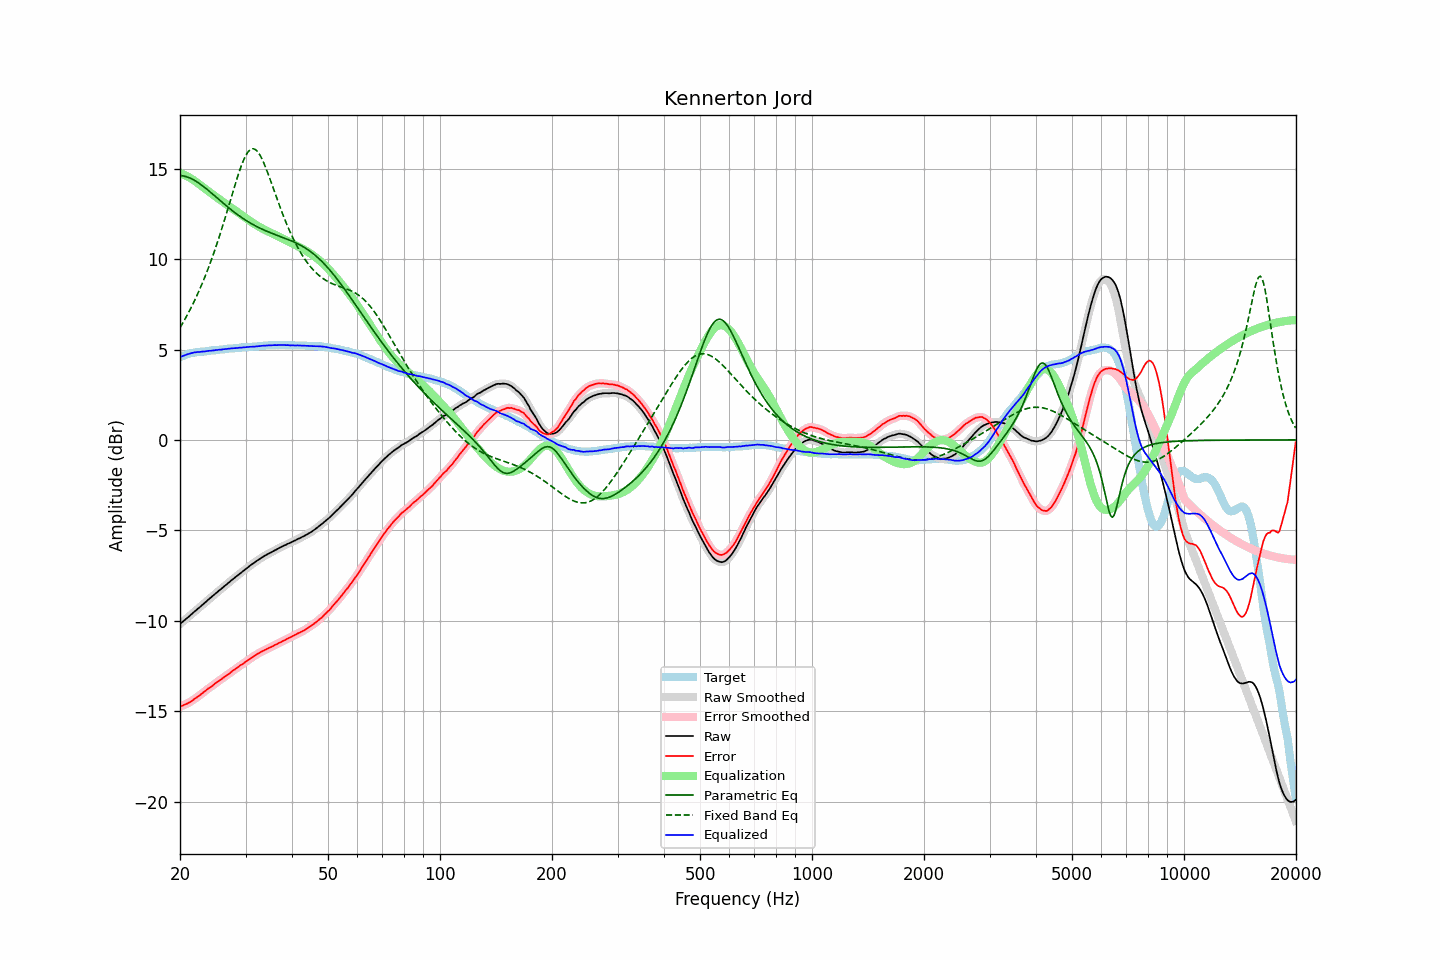 Kennerton Jord
15
10
5
0
−5
−10
−15
−20
Amplitude (dBr)
20
50
100
200
500
1000
2000
5000
10000
20000
Frequency (Hz)
Target
Raw Smoothed
Error Smoothed
Raw
Error
Equalization
Parametric Eq
Fixed Band Eq
Equalized